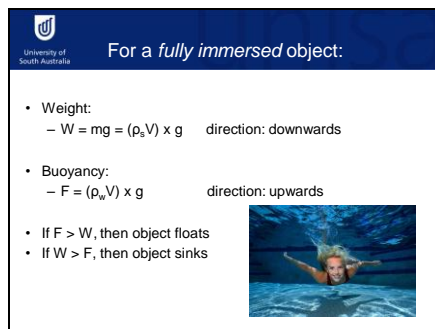 University of
South Australia
For a fully immersed object:
• Weight:
– W = mg = (ρsV) x g direction: downwards
• Buoyancy:
– F = (ρwV) x g direction: upwards
• If F > W, then object floats
• If W > F, then object sinks